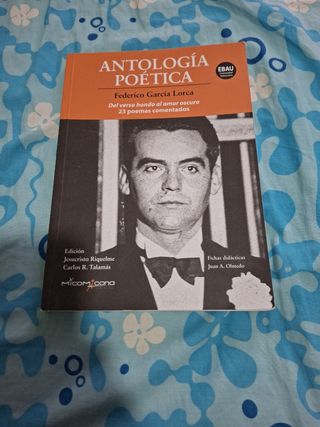 ANTOLOGÍA
POÉTICA
Federico García Lorca
Del verso hondo al amor oscuro
23 poemas comentados
EBAU
Edición
Jesucristo Riquelme
Carlos R. Talamás
Fichas didácticas
Juan A. Olmedo
MicomicOna